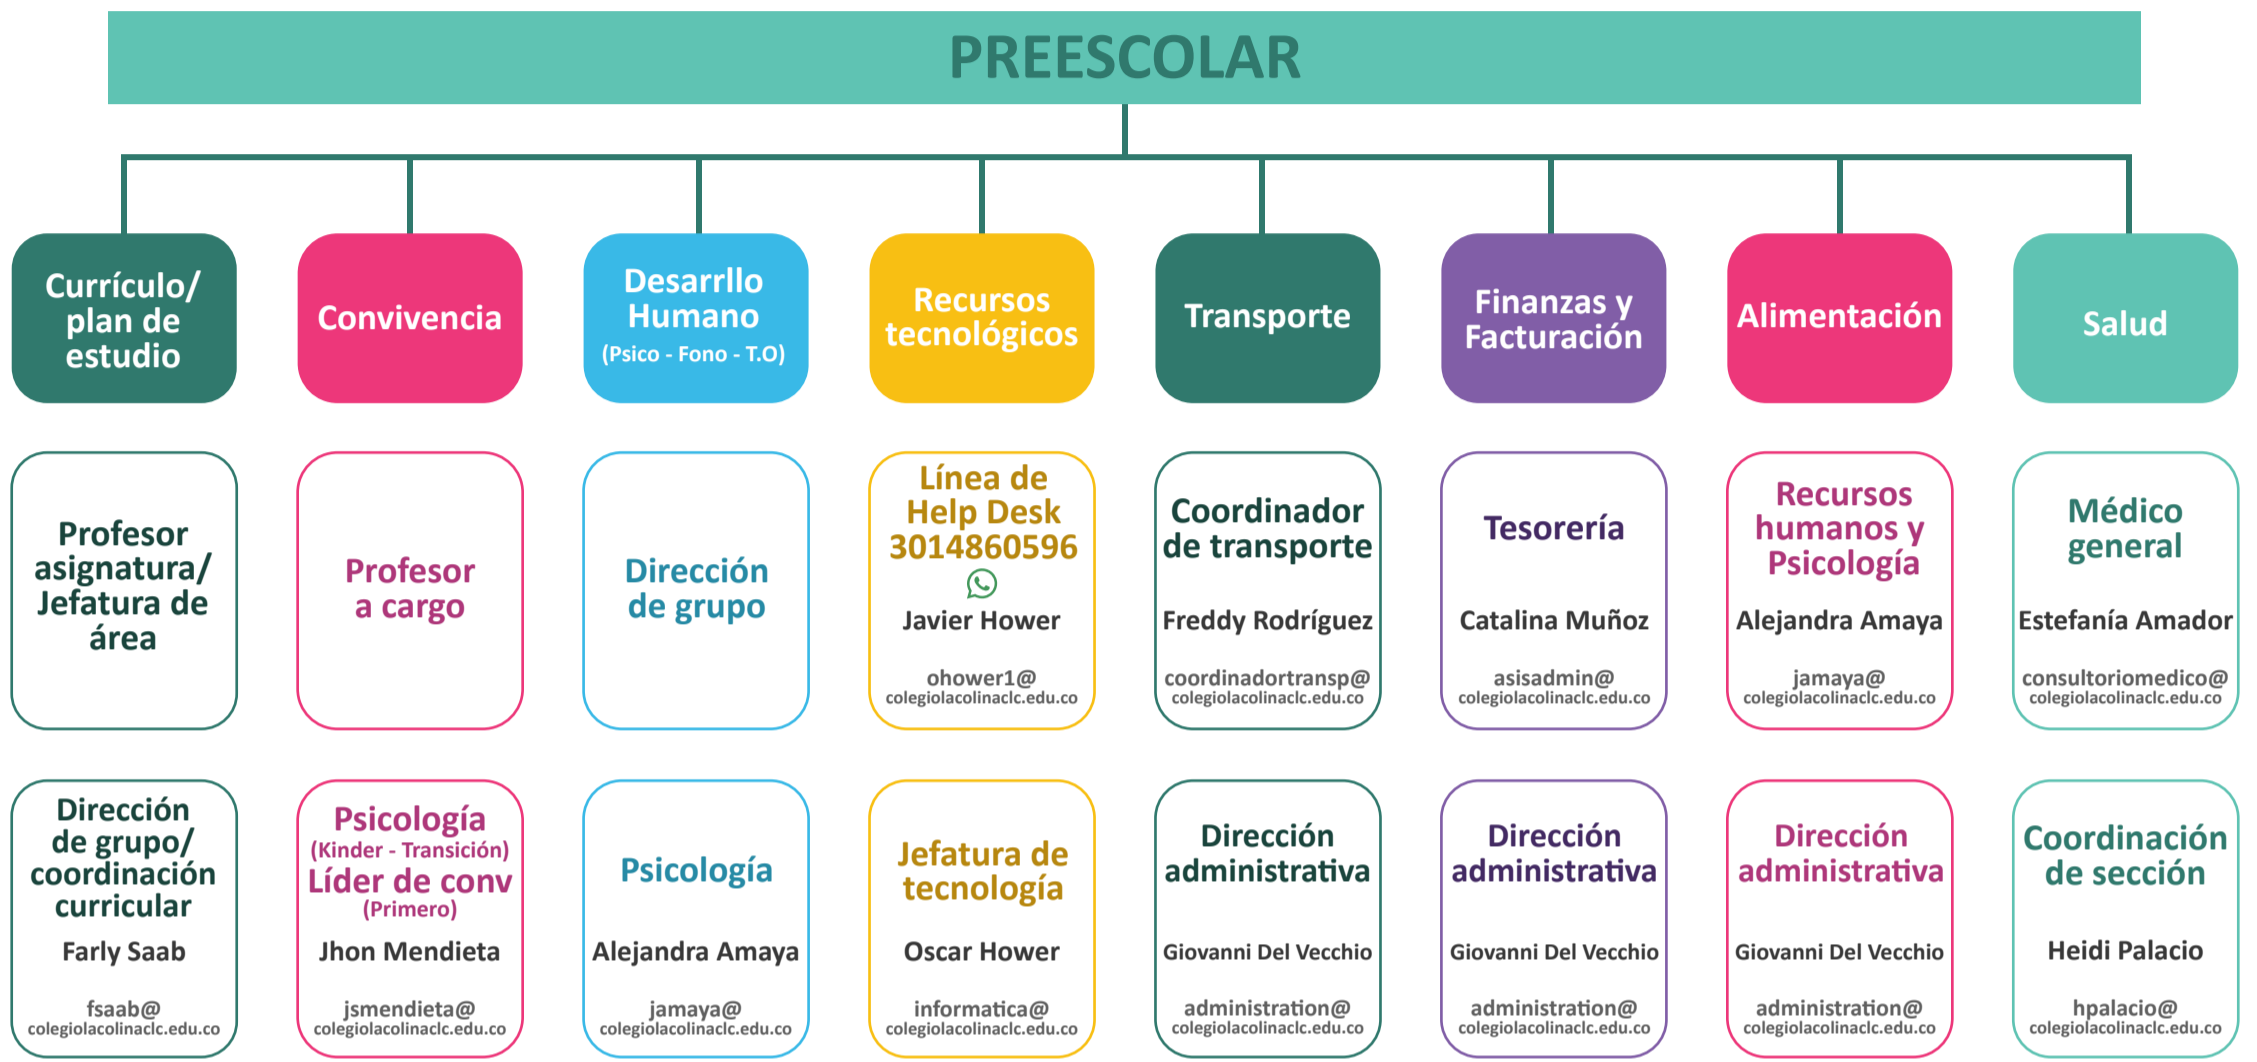 PREESCOLAR
Currículo/
plan de
estudio
Convivencia
Desarrllo
Humano
(Psico - Fono - T.O)
Recursos
tecnológicos
Transporte
Finanzas y
Facturación
Alimentación
Salud
Profesor
asignatura/
Jefatura de
área
Profesor
a cargo
Dirección
de grupo
Línea de
Help Desk
3014860596
Javier Hower
ohower1@
colegiolacolinaclc.edu.co
Coordinador
de transporte
Freddy Rodríguez
coordinadortransp@
colegiolacolinaclc.edu.co
Tesorería
Catalina Muñoz
asisadmin@
colegiolacolinaclc.edu.co
Recursos
humanos y
Psicología
Alejandra Amaya
jamaya@
colegiolacolinaclc.edu.co
Médico
general
Estefanía Amador
consultoriomedico@
colegiolacolinaclc.edu.co
Dirección
de grupo/
coordinación
curricular
Farly Saab
fsaab@
colegiolacolinaclc.edu.co
Psicología
(Kinder - Transición)
Líder de conv
(Primero)
Jhon Mendieta
jsmendieta@
colegiolacolinaclc.edu.co
Psicología
Alejandra Amaya
jamaya@
colegiolacolinaclc.edu.co
Jefatura de
tecnología
Oscar Hower
informatica@
colegiolacolinaclc.edu.co
Dirección
administrativa
Giovanni Del Vecchio
administration@
colegiolacolinaclc.edu.co
Dirección
administrativa
Giovanni Del Vecchio
administration@
colegiolacolinaclc.edu.co
Dirección
administrativa
Giovanni Del Vecchio
administration@
colegiolacolinaclc.edu.co
Coordinación
de sección
Heidi Palacio
hpalacio@
colegiolacolinaclc.edu.co